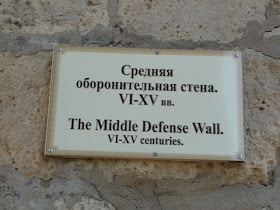 Средняя
оборонительная стена.
VI-XV вв.
The Middle Defense Wall.
VI-XV centuries.